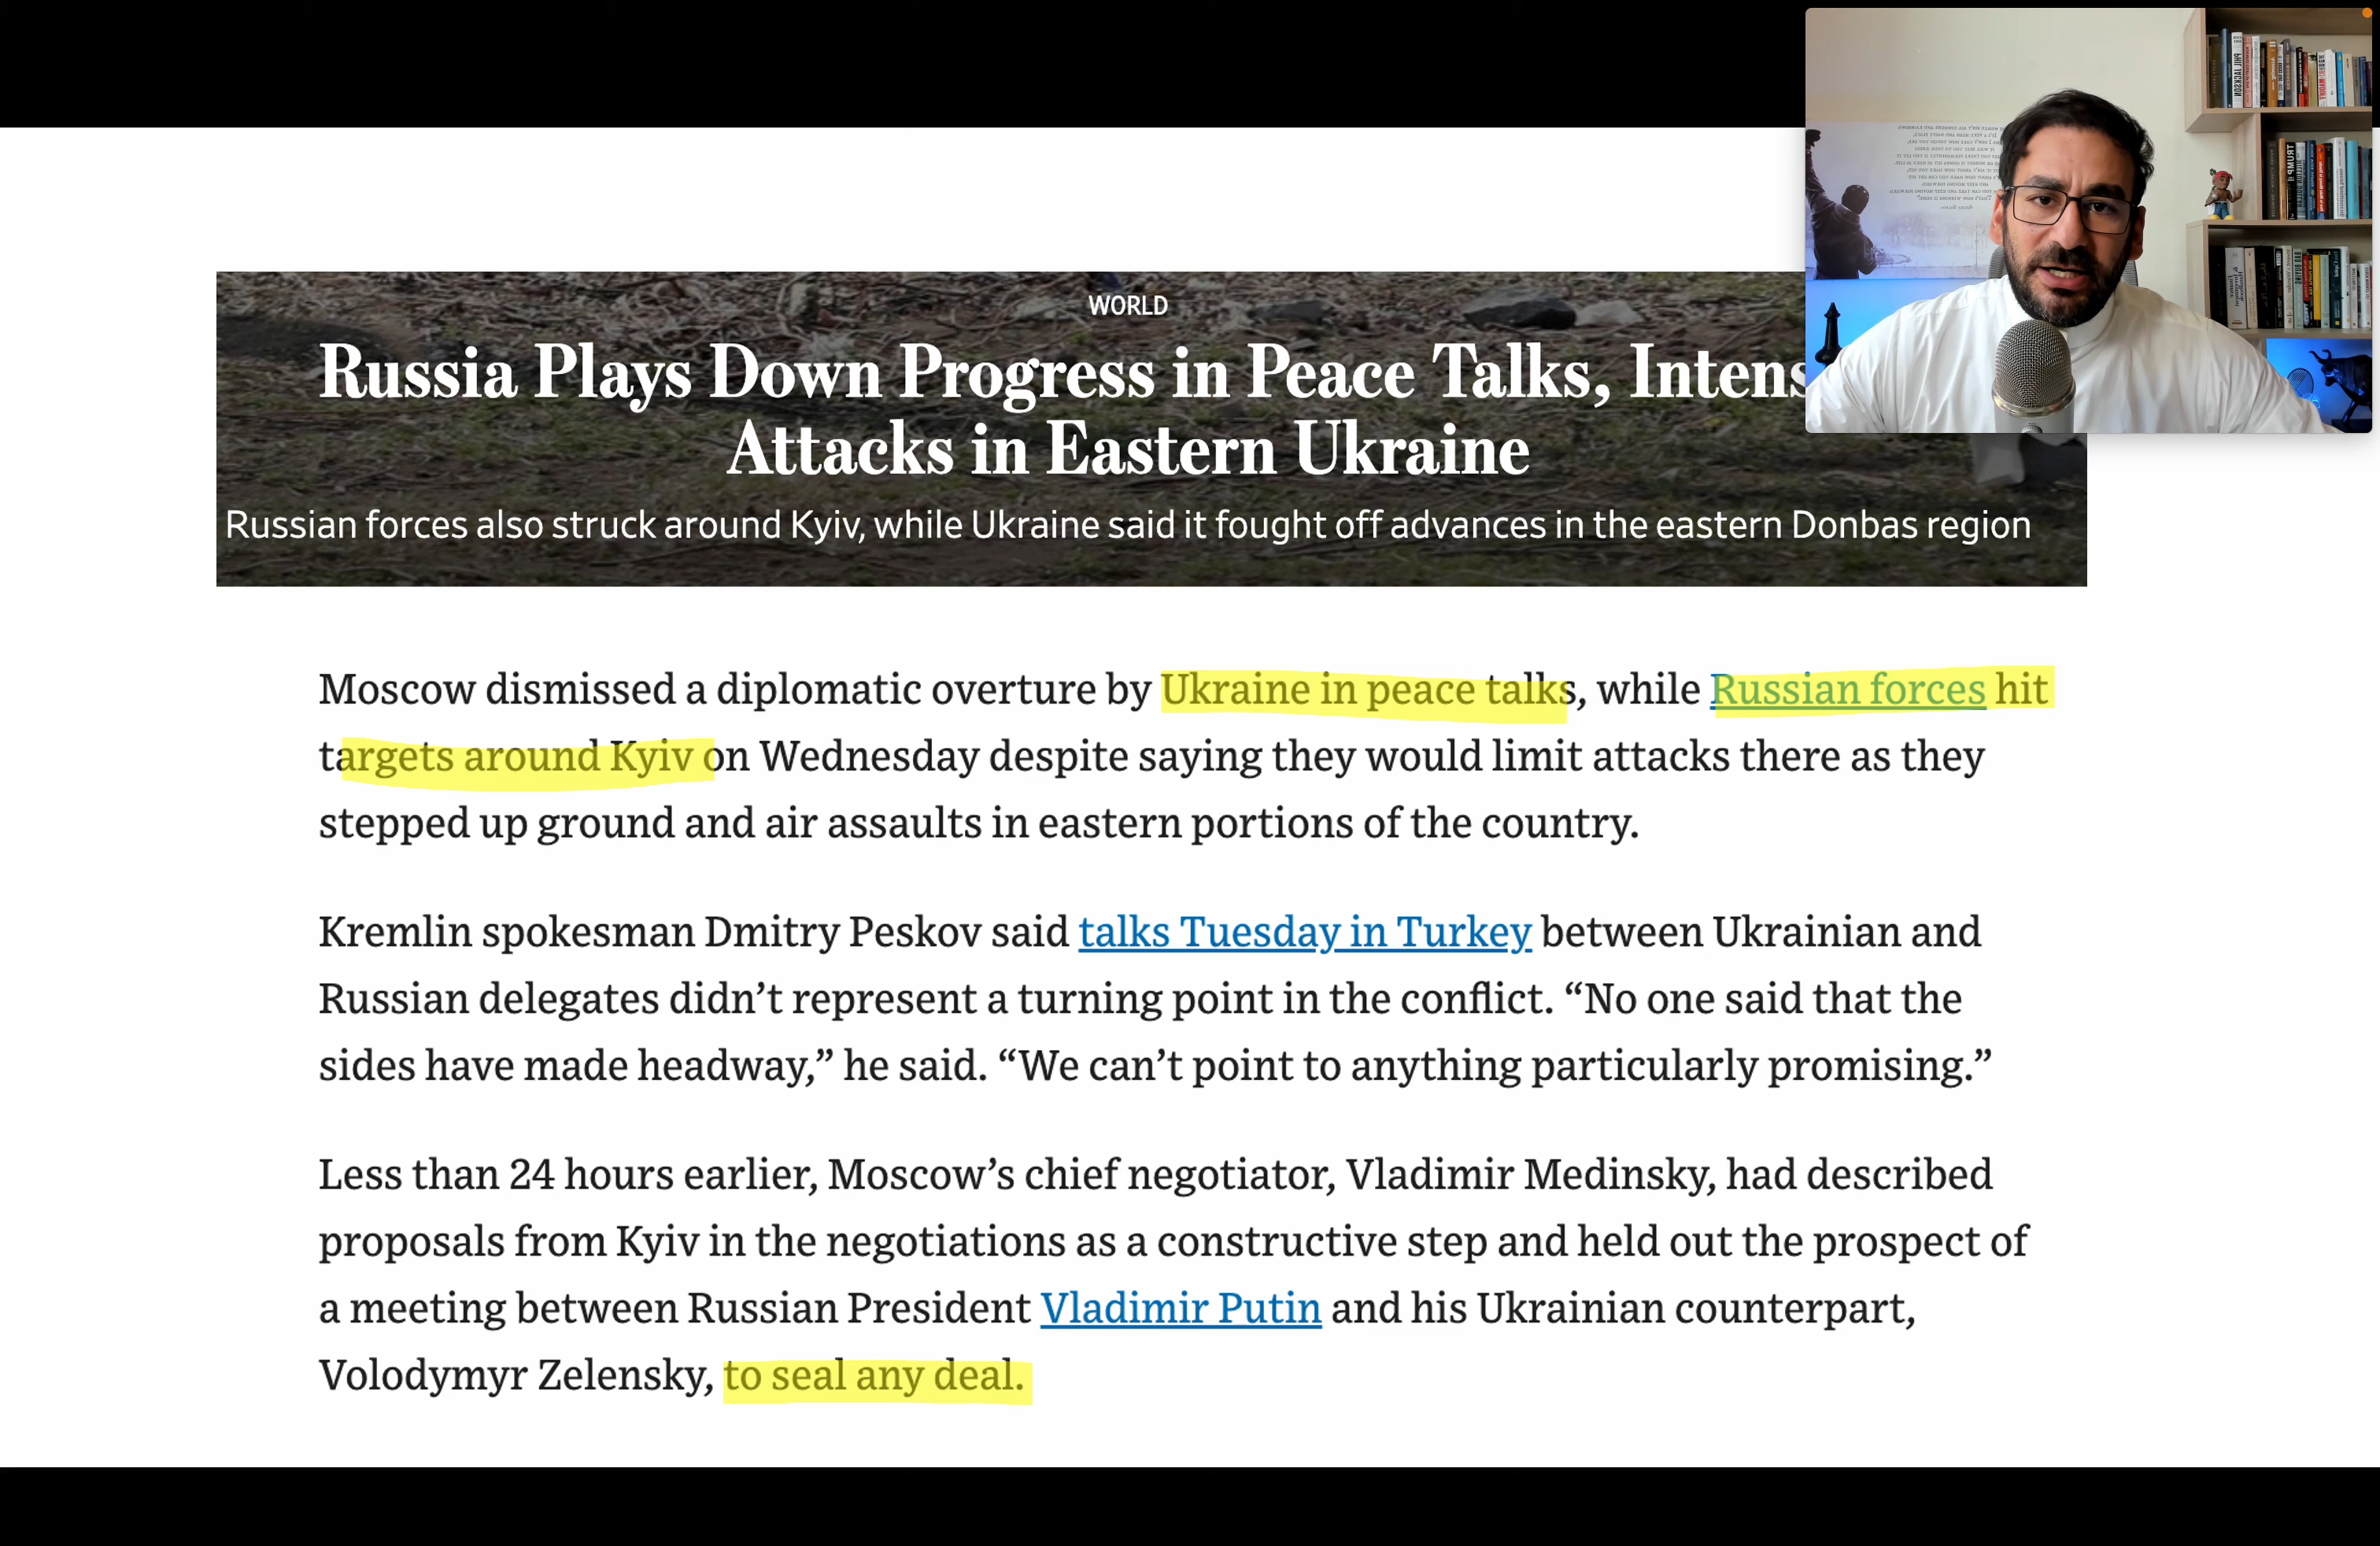 WORLD
Russia Plays Down Progress in Peace Talks, Intens
Attacks in Eastern Ukraine
Russian forces also struck around Kyiv, while Ukraine said it fought off advances in the eastern Donbas region
Moscow dismissed a diplomatic overture by Ukraine in peace talks, while Russian forces hit
targets around Kyiv on Wednesday despite saying they would limit attacks there as they
stepped up ground and air assaults in eastern portions of the country.
Kremlin spokesman Dmitry Peskov said talks Tuesday in Turkey between Ukrainian and
Russian delegates didn’t represent a turning point in the conflict. “No one said that the
sides have made headway,” he said. “We can’t point to anything particularly promising.”
Less than 24 hours earlier, Moscow’s chief negotiator, Vladimir Medinsky, had described
proposals from Kyiv in the negotiations as a constructive step and held out the prospect of
a meeting between Russian President Vladimir Putin and his Ukrainian counterpart,
Volodymyr Zelensky, to seal any deal.
TRUMP
PHIL JACKSON